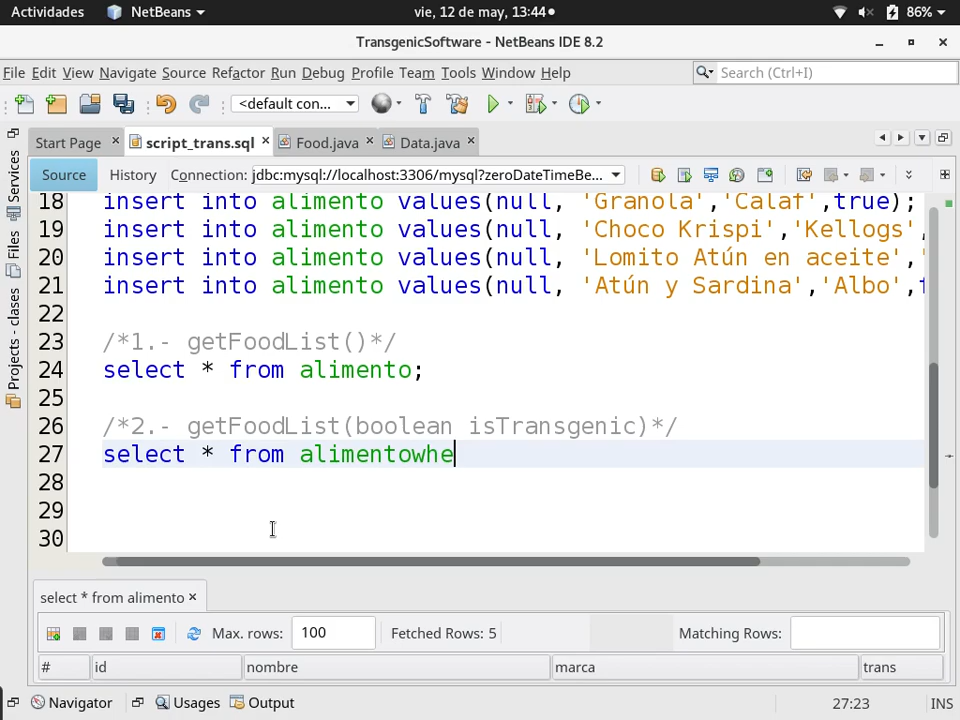 Actividades NetBeans vie, 12 de may, 13:44 86%
TransgenicSoftware - NetBeans IDE 8.2
File Edit View Navigate Source Refactor Run Debug Profile Team Tools Window Help Search (Ctrl+I)
<default con...
Start Page script_trans.sql Food.java Data.java
Source History Connection: jdbc:mysql://localhost:3306/mysql?zeroDateTimeBe...
Services
Files
Projects - clases
18 insert into alimento values(null, 'Granola','Calaf',true);
19 insert into alimento values(null, 'Choco Krispi','Kellogs',
20 insert into alimento values(null, 'Lomito Atún en aceite','
21 insert into alimento values(null, 'Atún y Sardina','Albo',f
22
23 /*1.- getFoodList()*/
24 select * from alimento;
25
26 /*2.- getFoodList(boolean isTransgenic)*/
27 select * from alimentowhe
28
29
30
select * from alimento
Max. rows: 100 Fetched Rows: 5 Matching Rows:
# id nombre marca trans
Navigator Usages Output 27:23 INS